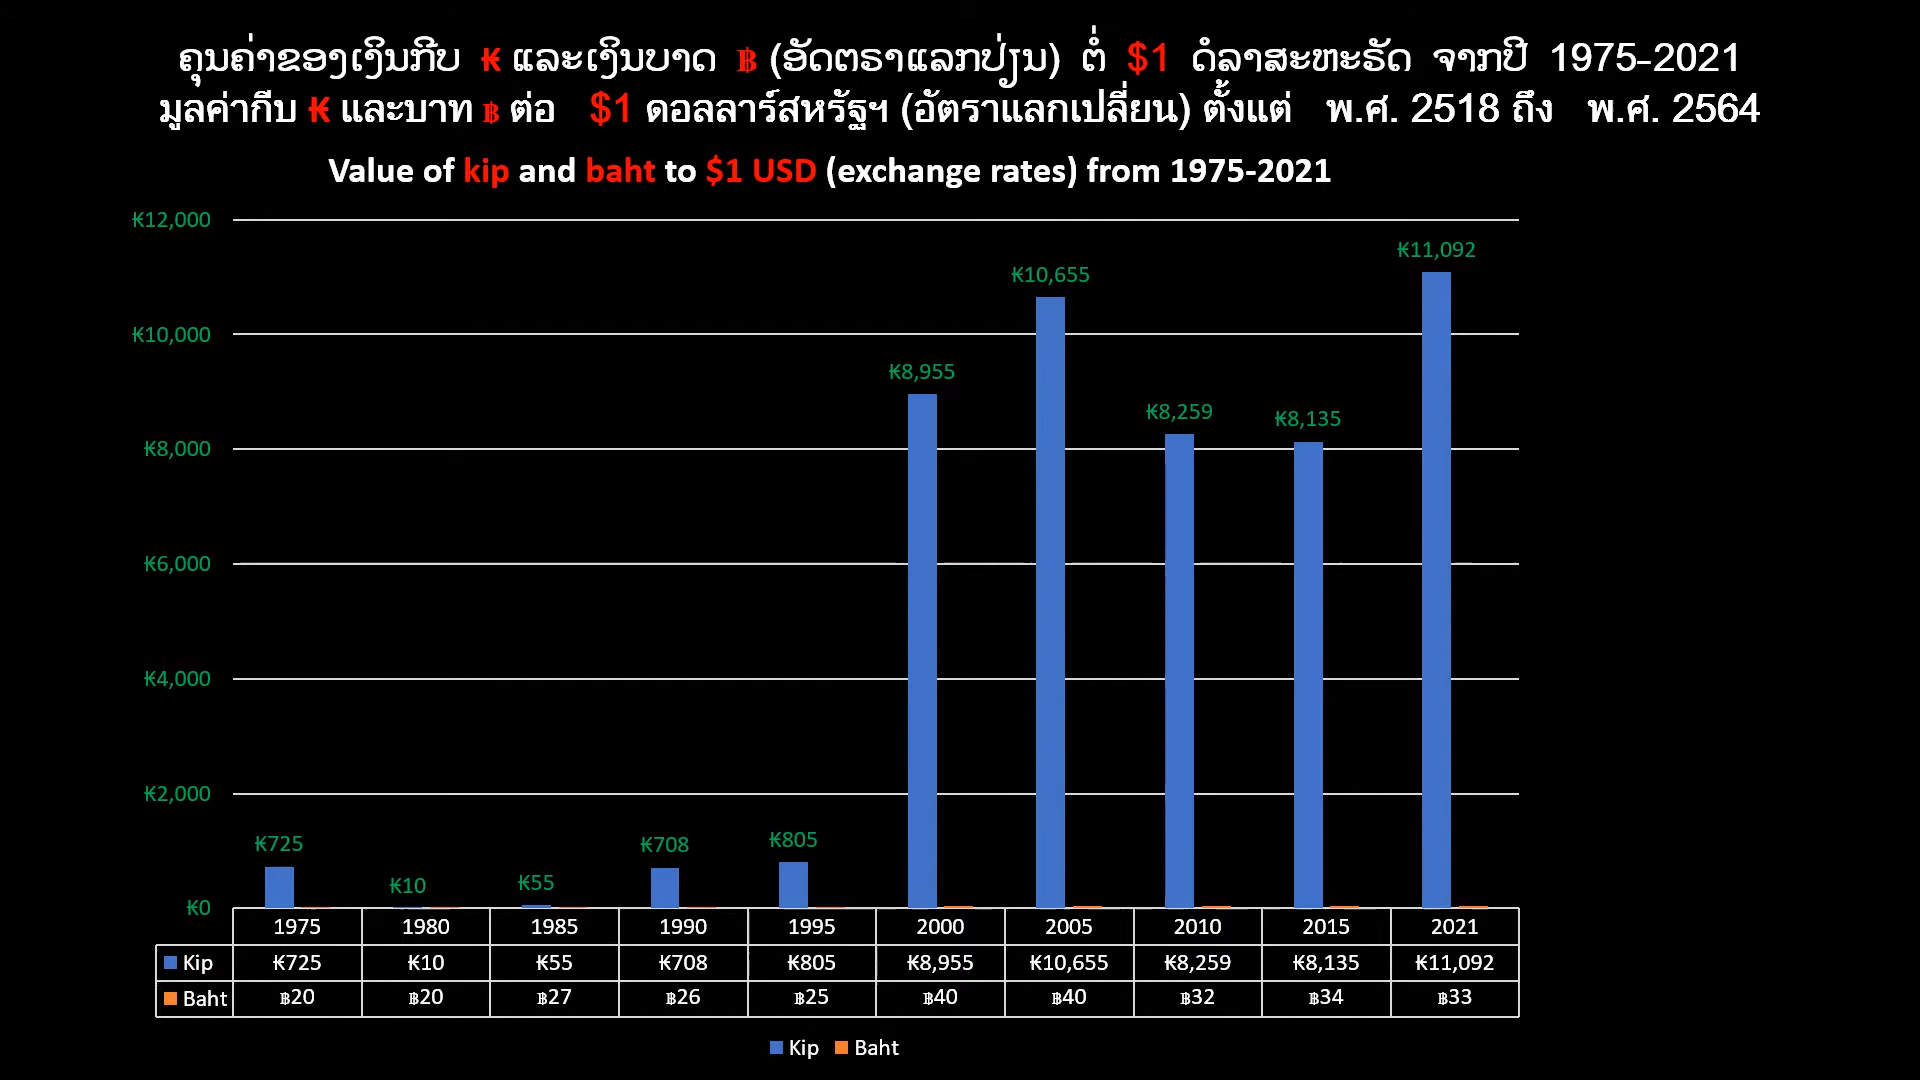 ຄຸນຄ່າຂອງເງິນກີບ ₭ ແລະເງິນບາດ ฿ (ອັດຕຣາແລກປ່ຽນ) ຕໍ່ $1 ດໍລາສະຫະຣັດ ຈາກປີ 1975-2021
มูลค่ากีบ ₭ และบาท ฿ ต่อ $1 ดอลลาร์สหรัฐฯ (อัตราแลกเปลี่ยน) ตั้งแต่ พ.ศ. 2518 ถึง พ.ศ. 2564
Value of kip and baht to $1 USD (exchange rates) from 1975-2021
₭12,000
₭10,000
₭8,000
₭6,000
₭4,000
₭2,000
₭0
₭725
₭10
₭55
₭708
₭805
₭8,955
₭10,655
₭8,259
₭8,135
₭11,092
1975 1980 1985 1990 1995 2000 2005 2010 2015 2021
Kip ₭725 ₭10 ₭55 ₭708 ₭805 ₭8,955 ₭10,655 ₭8,259 ₭8,135 ₭11,092
Baht ฿20 ฿20 ฿27 ฿26 ฿25 ฿40 ฿40 ฿32 ฿34 ฿33
Kip Baht